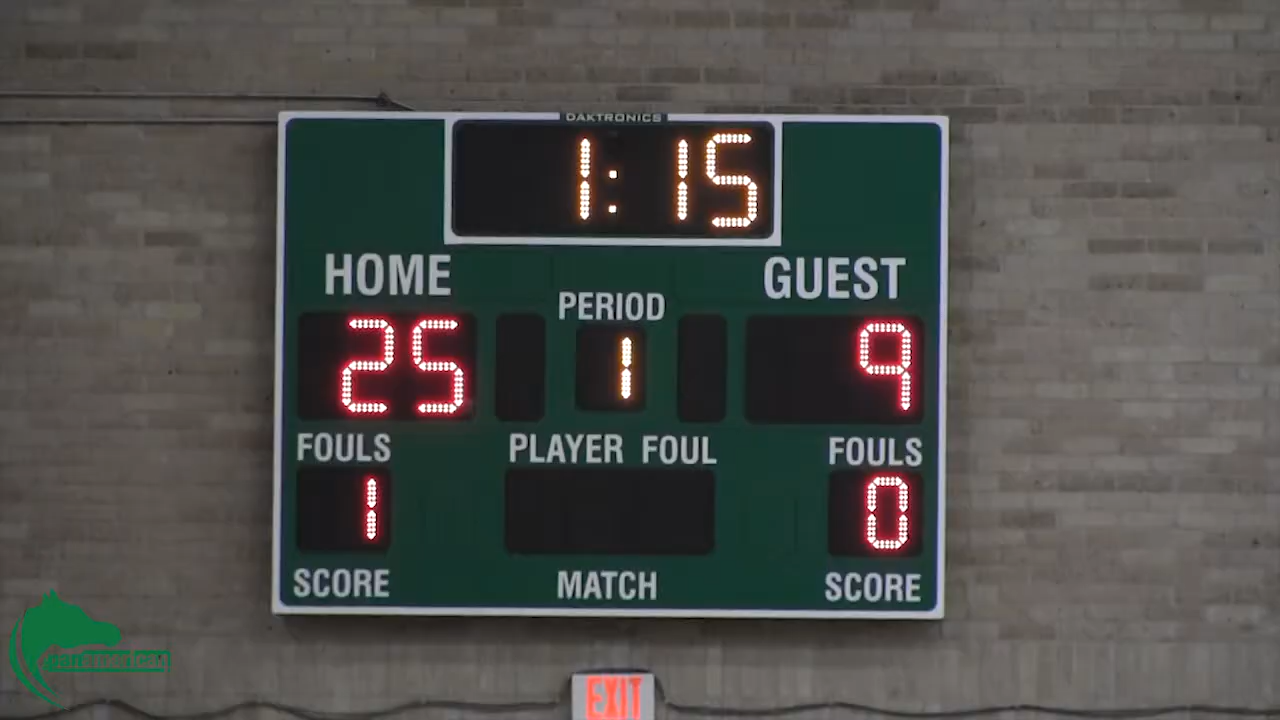 DAKTRONICS
1:15
HOME
GUEST
PERIOD
25
1
9
FOULS
PLAYER FOUL
FOULS
1
0
SCORE
MATCH
SCORE
panamerican
EXIT